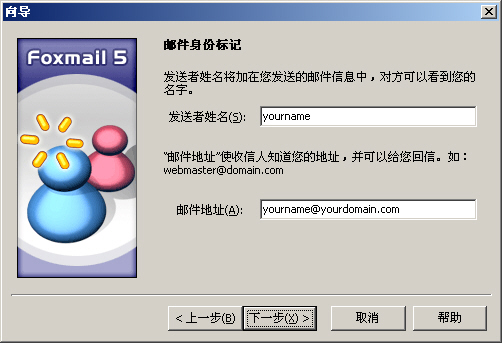 向导
Foxmail 5
邮件身份标记
发送者姓名将加在您发送的邮件信息中，对方可以看到您的
名字。
发送者姓名(S): yourname
“邮件地址”使收信人知道您的地址，并可以给您回信。如：
webmaster@domain.com
邮件地址(A): yourname@yourdomain.com
< 上一步(B) 下一步(X) > 取消 帮助